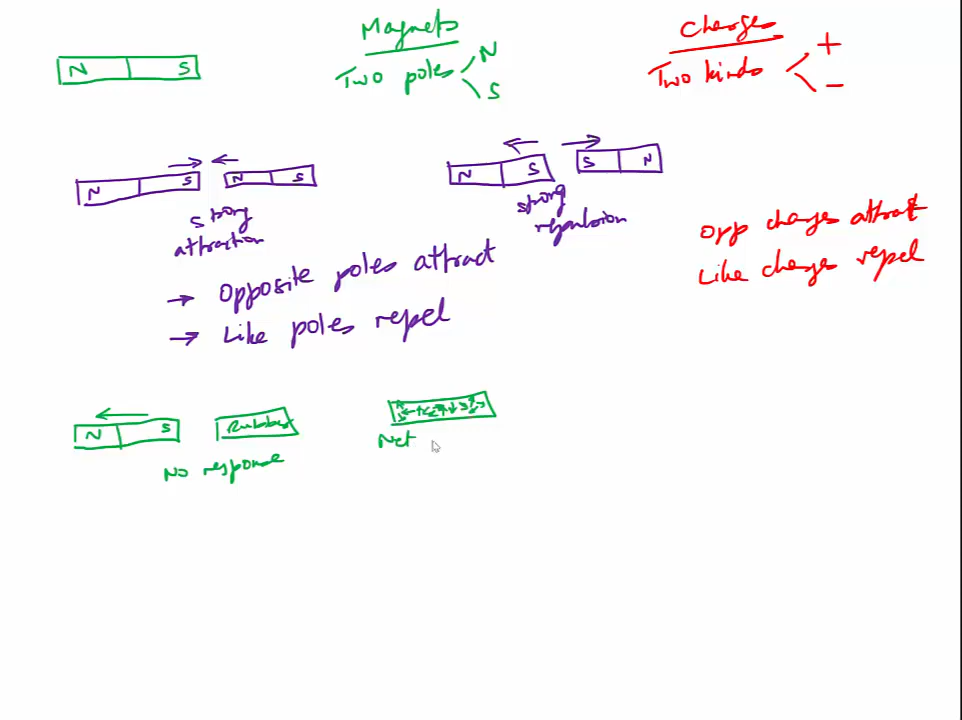 Magnets
Charges
N S
Two poles N
S
Two kinds +
-
N S N S
N S S N
strong
attraction
strong
repulsion
→ Opposite poles attract
→ Like poles repel
Opp charges attract
Like charges repel
N S Rubber
No response
Net